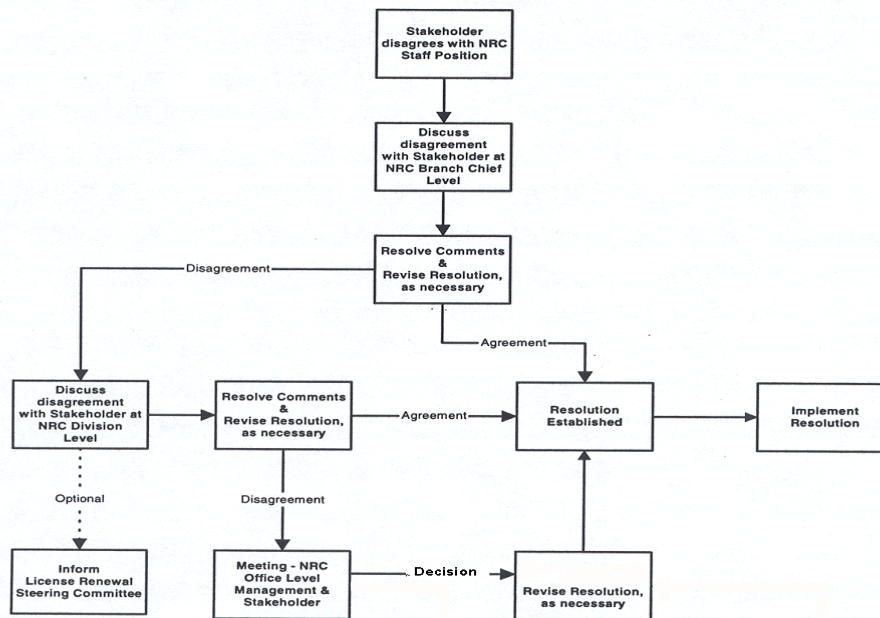 Stakeholder
disagrees with NRC
Staff Position
Discuss
disagreement
with Stakeholder at
NRC Branch Chief
Level
Resolve Comments
&
Revise Resolution,
as necessary
Disagreement
Agreement
Discuss
disagreement
with Stakeholder at
NRC Division
Level
Resolve Comments
&
Revise Resolution,
as necessary
Agreement
Resolution
Established
Implement
Resolution
Optional
Disagreement
Inform
License Renewal
Steering Committee
Meeting - NRC
Office Level
Management &
Stakeholder
Decision
Revise Resolution,
as necessary